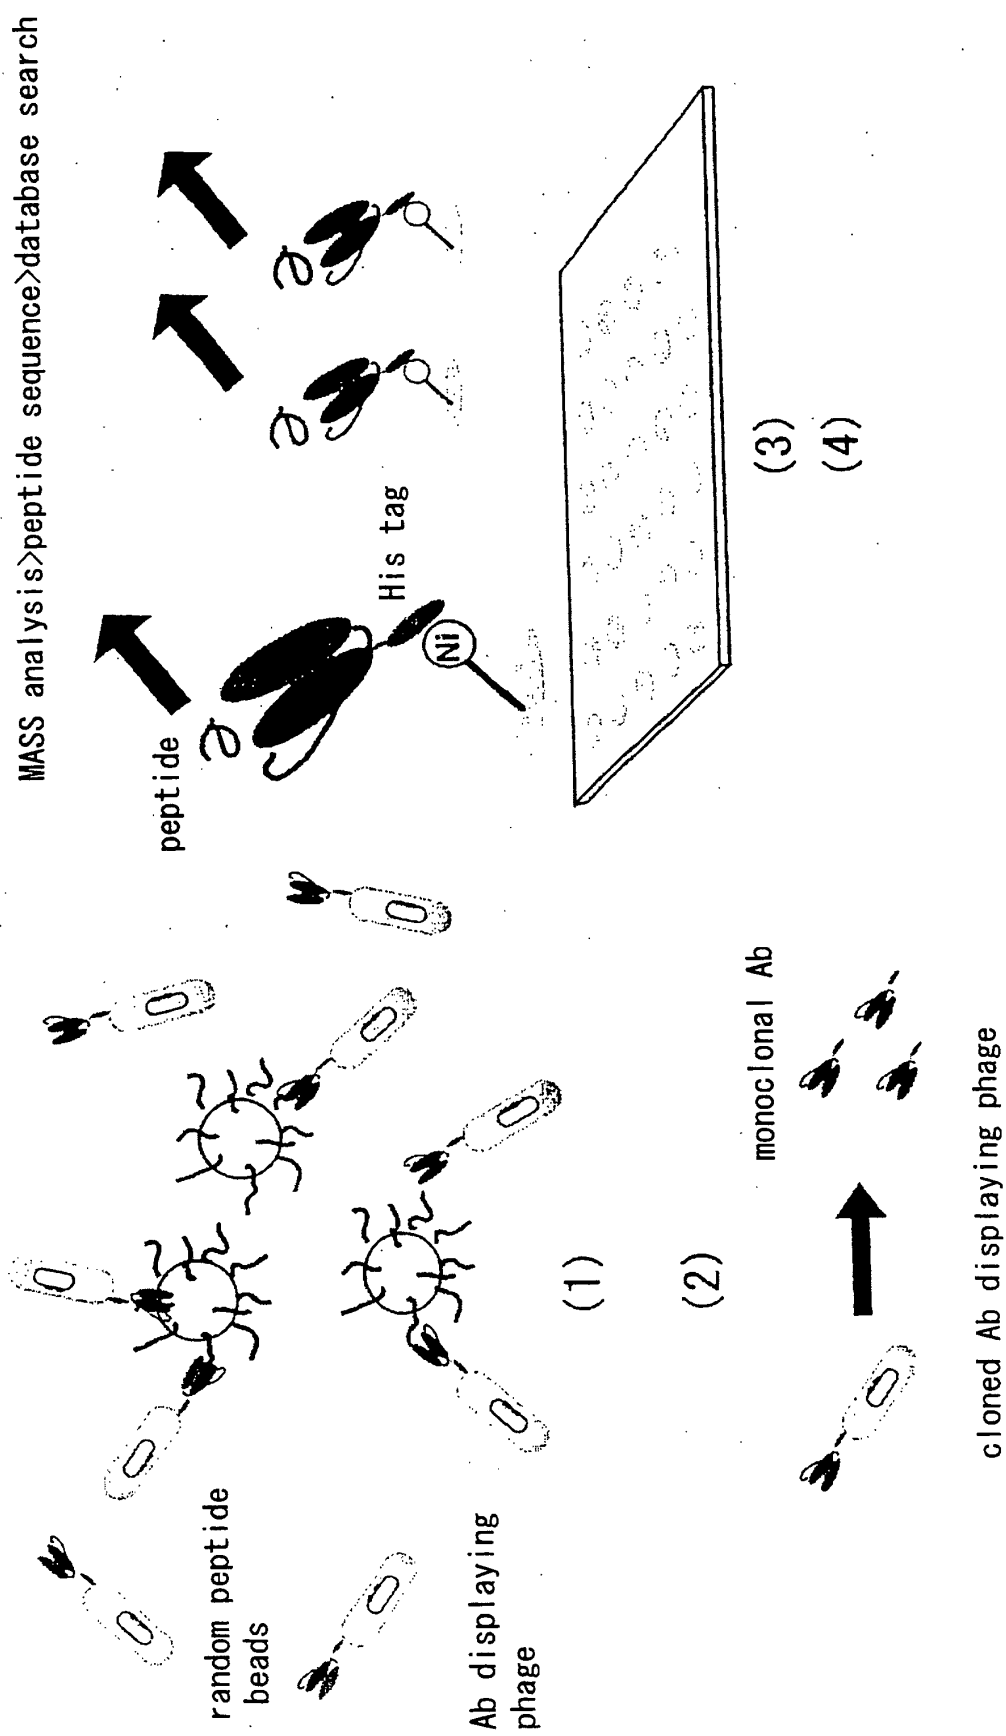 random peptide
beads
Ab displaying
phage
(1)
(2)
cloned Ab displaying phage
monoclonal Ab
MASS analysis>peptide sequence>database search
peptide
e
His tag
Ni
e
e
(3)
(4)